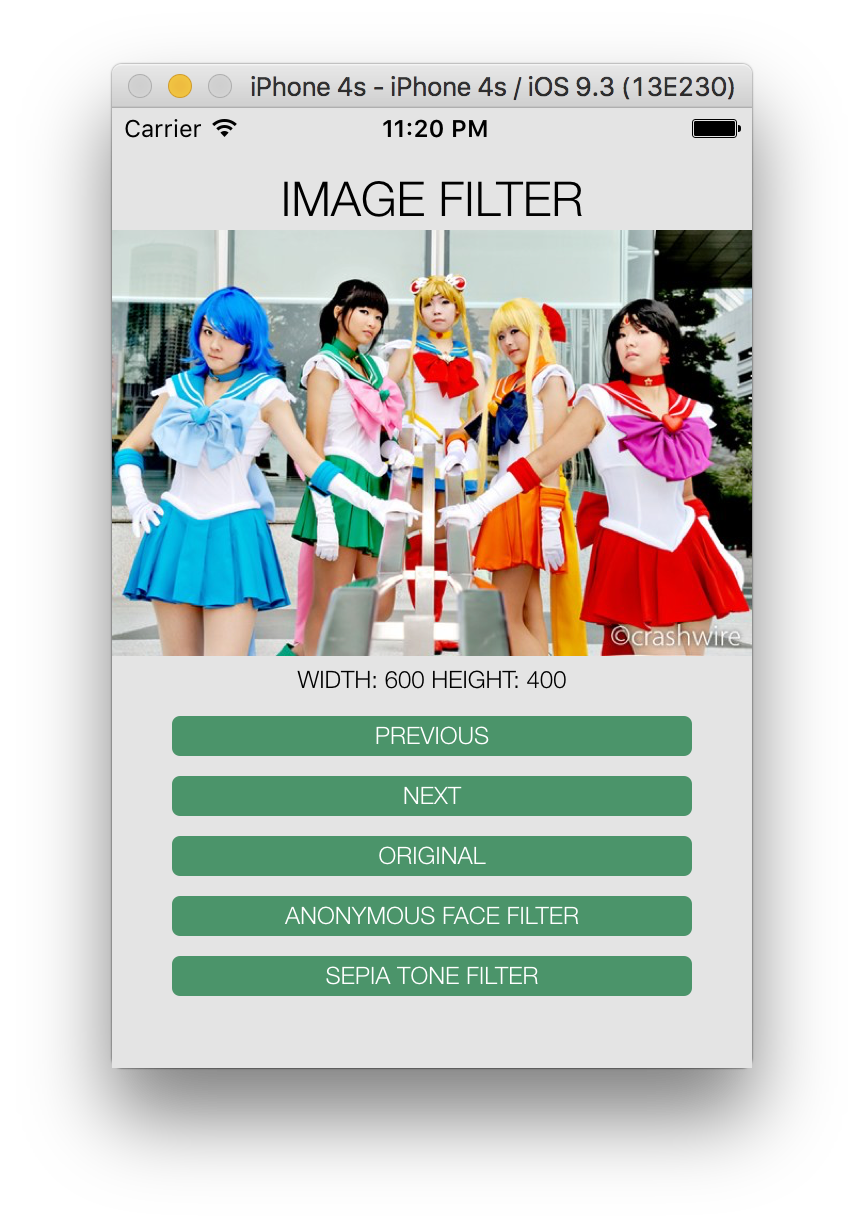 iPhone 4s - iPhone 4s / iOS 9.3 (13E230)
Carrier 11:20 PM
IMAGE FILTER
©crashwire
WIDTH: 600 HEIGHT: 400
PREVIOUS
NEXT
ORIGINAL
ANONYMOUS FACE FILTER
SEPIA TONE FILTER